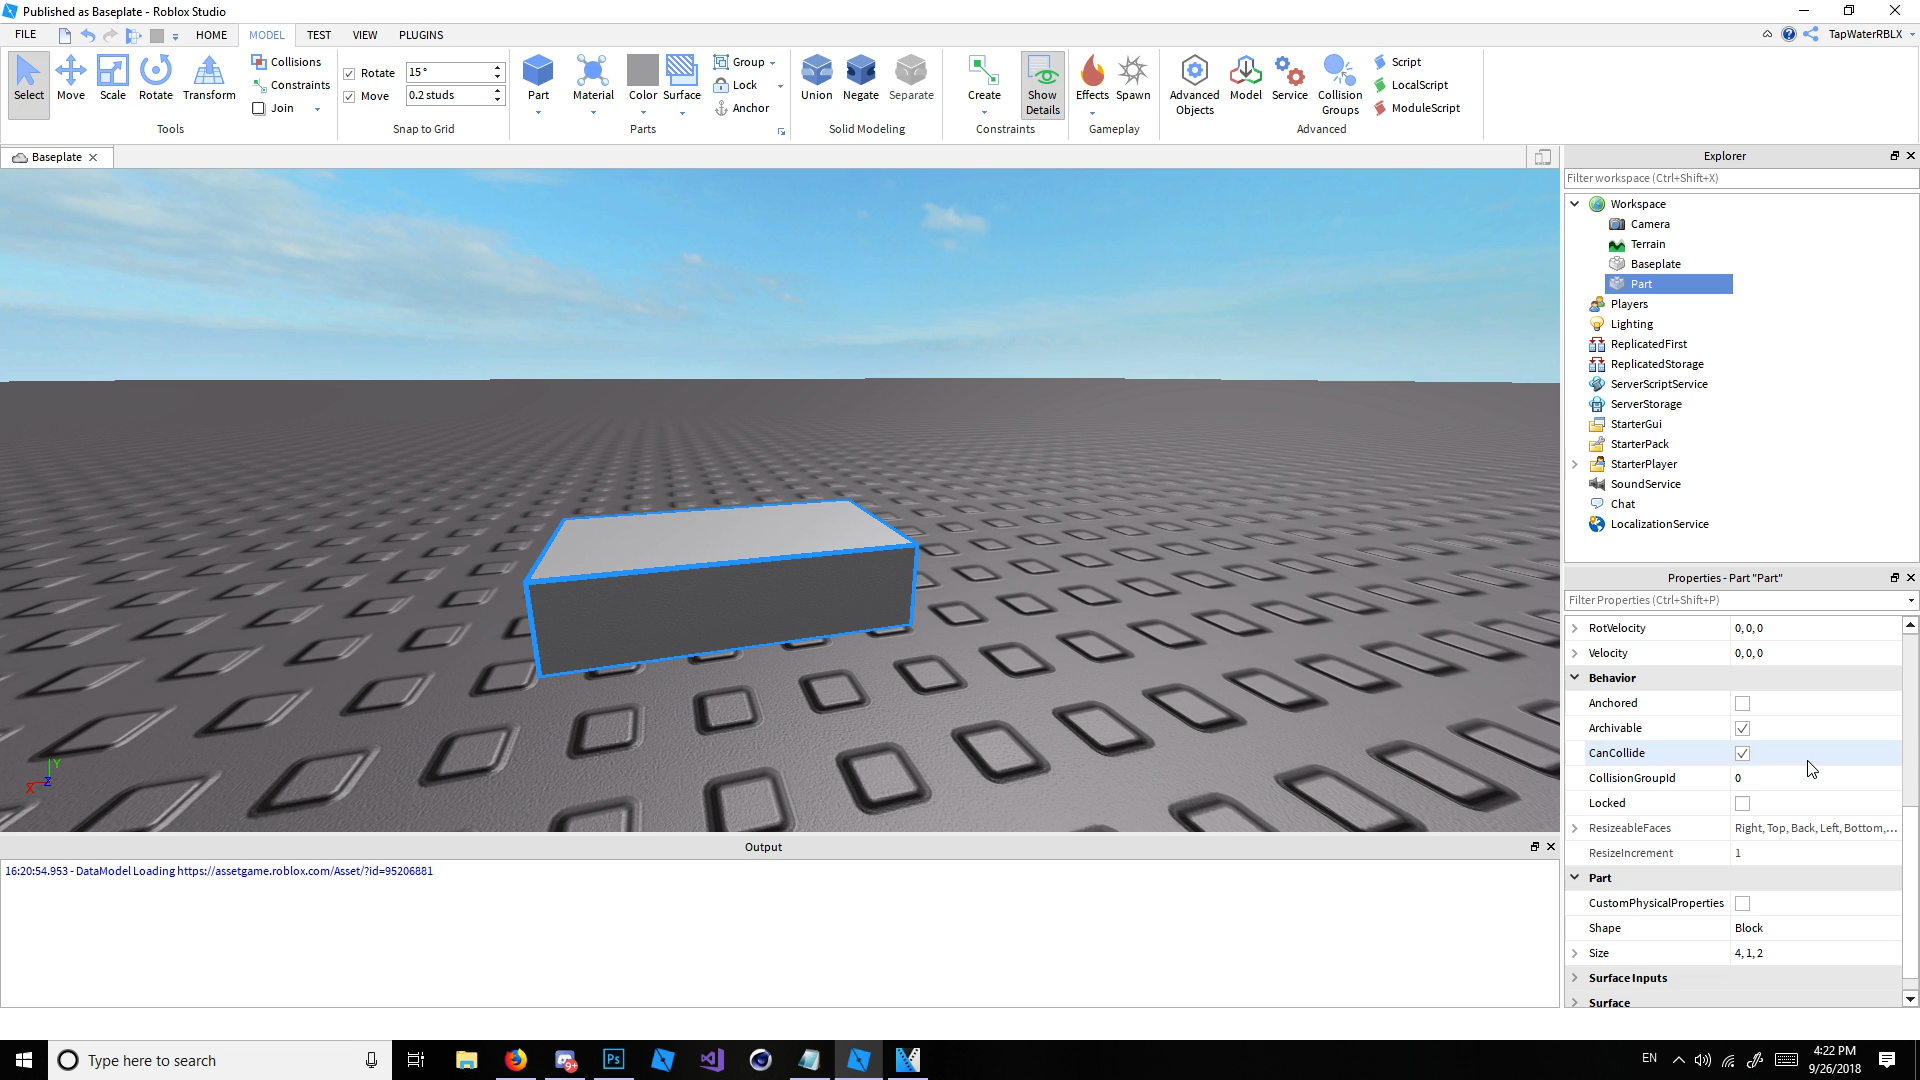 Published as Baseplate - Roblox Studio
FILE HOME MODEL TEST VIEW PLUGINS TapWaterRBLX
Select Move Scale Rotate Transform
Collisions
Constraints
Join
Tools
Rotate 15°
Move 0.2 studs
Snap to Grid
Part Material Color Surface
Group
Lock
Anchor
Parts
Union Negate Separate
Solid Modeling
Create Show Details
Constraints
Effects Spawn
Gameplay
Advanced Objects Model Service Collision Groups
Script
LocalScript
ModuleScript
Advanced
Baseplate
Explorer
Filter workspace (Ctrl+Shift+X)
Workspace
Camera
Terrain
Baseplate
Part
Players
Lighting
ReplicatedFirst
ReplicatedStorage
ServerScriptService
ServerStorage
StarterGui
StarterPack
StarterPlayer
SoundService
Chat
LocalizationService
Properties - Part "Part"
Filter Properties (Ctrl+Shift+P)
RotVelocity 0, 0, 0
Velocity 0, 0, 0
Behavior
Anchored
Archivable
CanCollide
CollisionGroupId 0
Locked
ResizeableFaces Right, Top, Back, Left, Bottom,...
ResizeIncrement 1
Part
CustomPhysicalProperties
Shape Block
Size 4, 1, 2
Surface Inputs
Surface
Y
X Z
Output
16:20:54.953 - DataModel Loading https://assetgame.roblox.com/Asset/?id=95206881
Type here to search
9+
Ps
EN
4:22 PM
9/26/2018